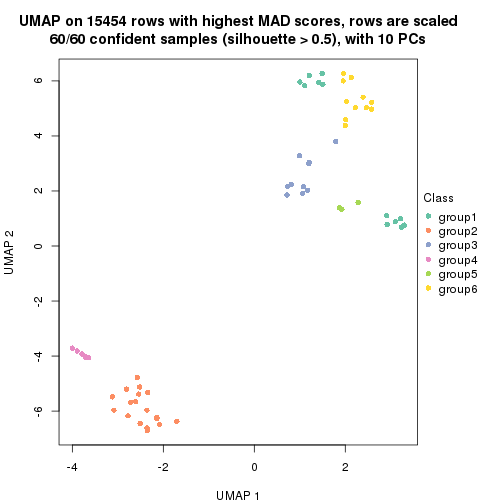 UMAP on 15454 rows with highest MAD scores, rows are scaled
60/60 confident samples (silhouette > 0.5), with 10 PCs
6
4
2
0
-2
-4
-6
UMAP 2
-4
-2
0
2
UMAP 1
Class
group1
group2
group3
group4
group5
group6